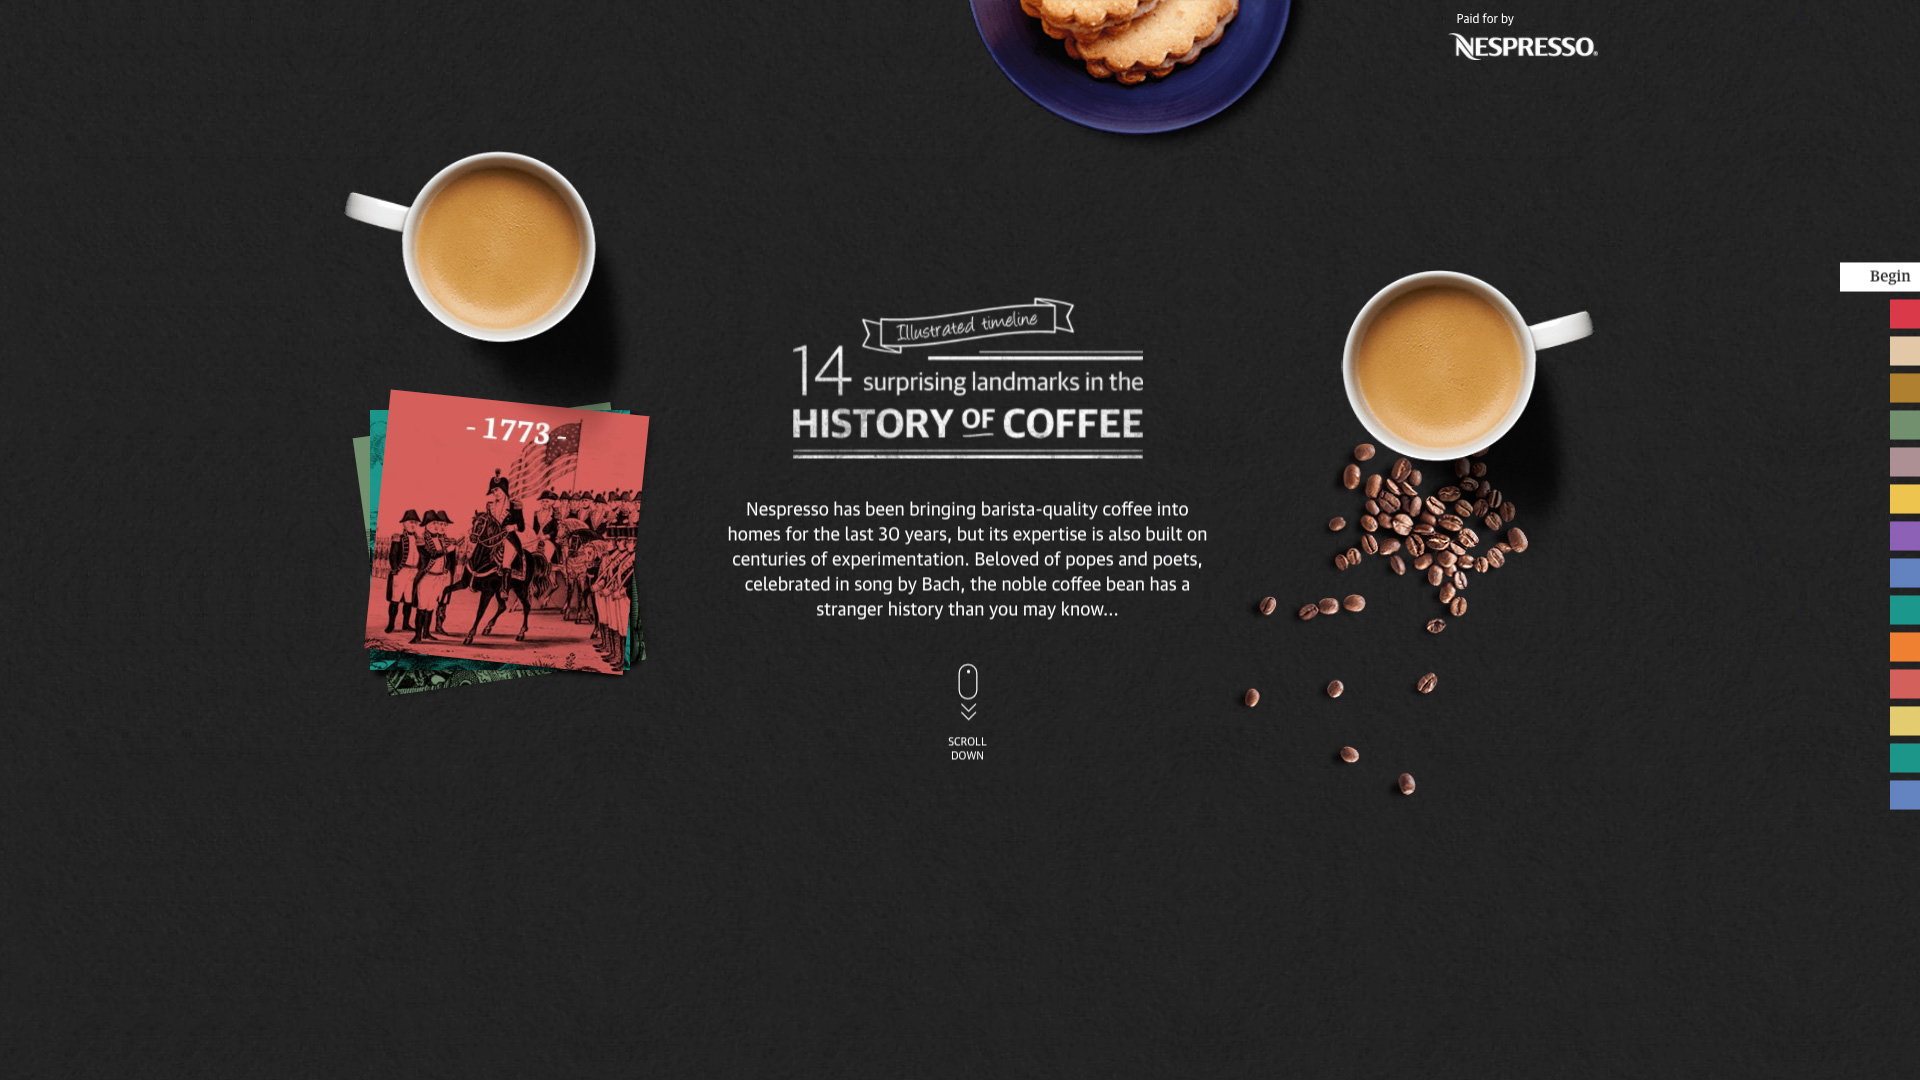 Paid for by
NESPRESSO.
Begin
Illustrated timeline
14 surprising landmarks in the
HISTORY OF COFFEE
- 1773 -
Nespresso has been bringing barista-quality coffee into
homes for the last 30 years, but its expertise is also built on
centuries of experimentation. Beloved of popes and poets,
celebrated in song by Bach, the noble coffee bean has a
stranger history than you may know...
SCROLL
DOWN